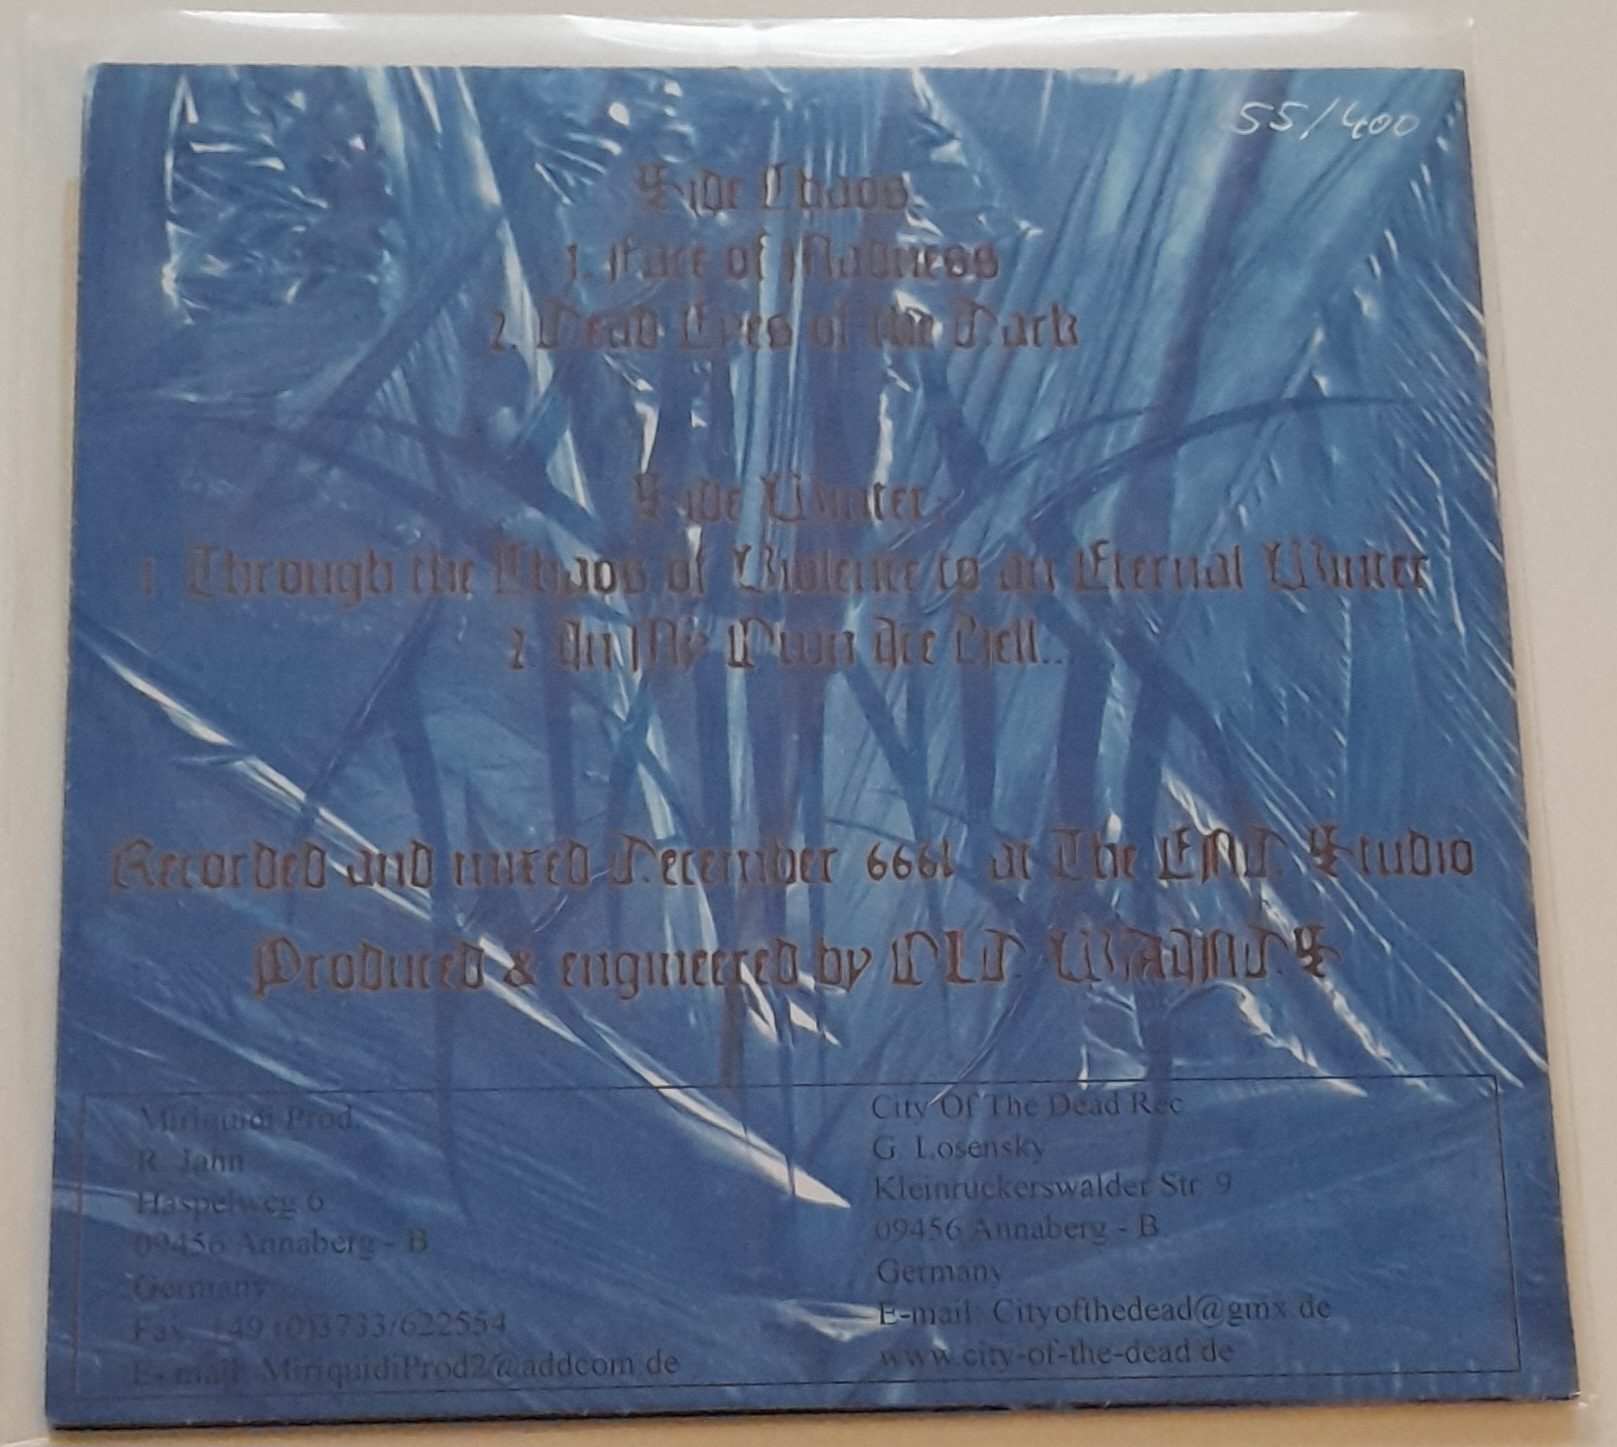 55/400
Side Chaos
1. Face of Madness
2. Dead Eyes of the Dark
Side Winter
1. Through the Chaos of Violence to an Eternal Winter
2. In My Own Ice Hell...
Recorded and mixed December 6661 at The END. Studio
Produced & engineered by
Miriquidi Prod.
R. Jahn
Haspelweg 6
09456 Annaberg - B
Germany
Fax: +49 (0)3733/622554
E- mail: MiriquidiProd2@addcom.de
City Of The Dead Rec
G. Losensky
Kleinruckerswalder Str. 9
09456 Annaberg - B
Germany
E-mail: Cityofthedead@gmx.de
www.city-of-the-dead.de